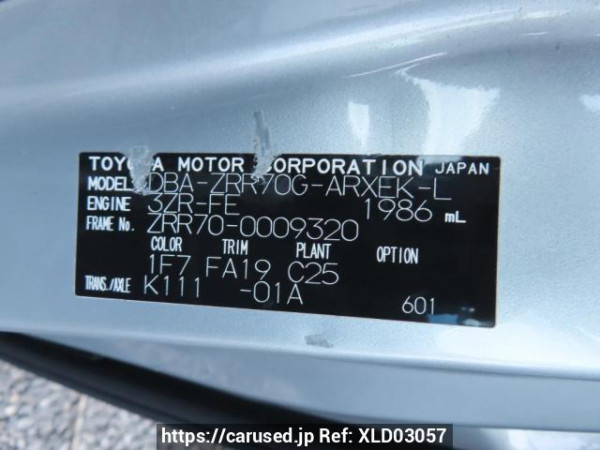 TOYOTA MOTOR CORPORATION JAPAN
MODEL DBA-ZRR70G-ARXEK-L
ENGINE 3ZR-FE 1986 mL
FRAME No. ZRR70-0009320
COLOR TRIM PLANT OPTION
1F7 FA19 C25
TRANS./AXLE K111 -01A 601
https://carused.jp Ref: XLD03057